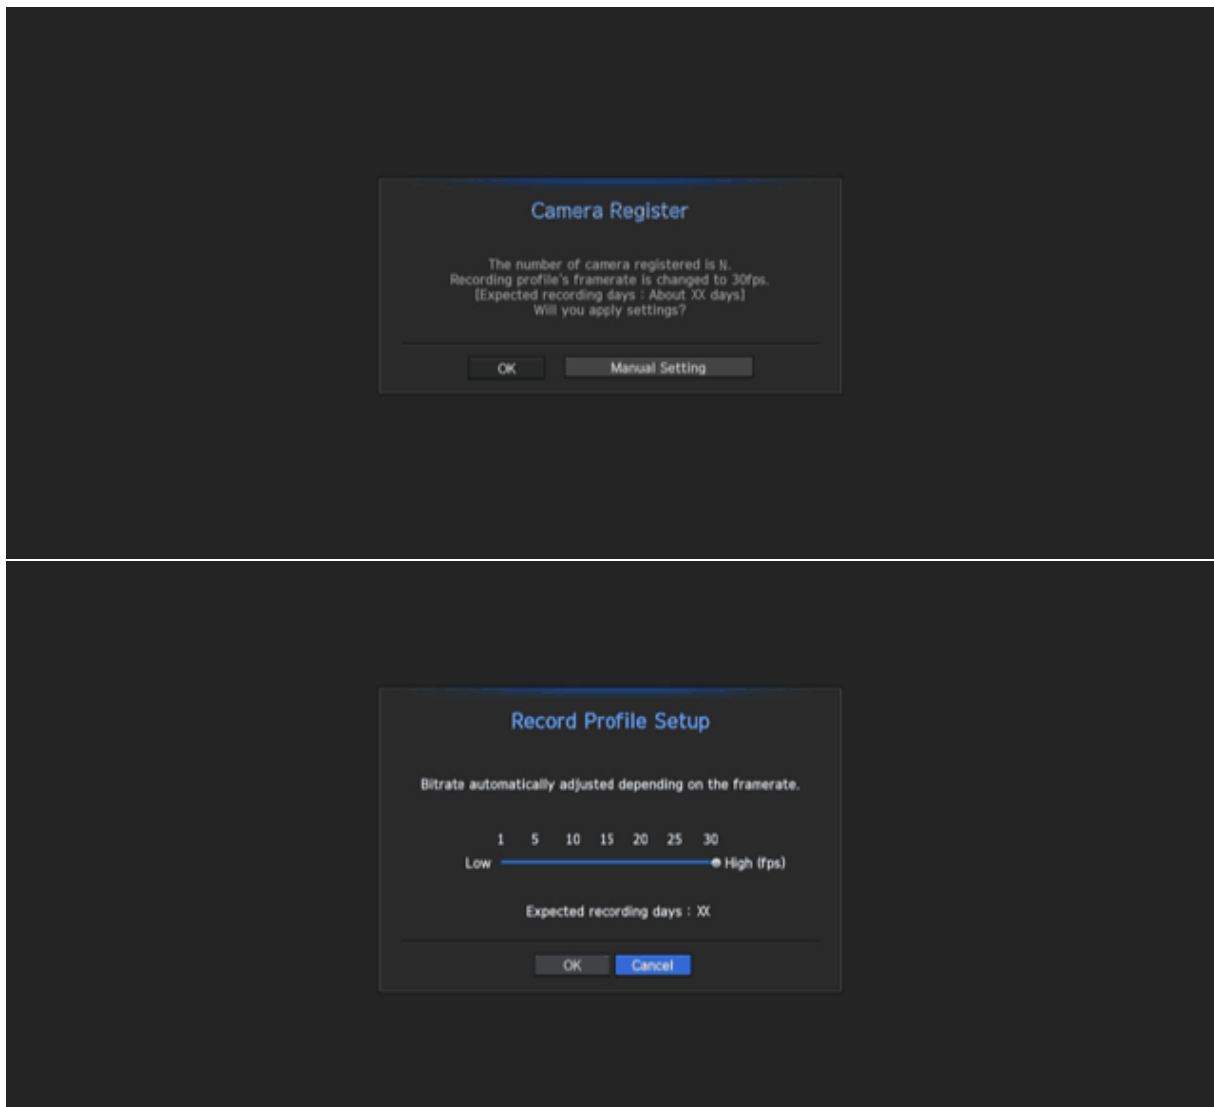 Camera Register
The number of camera registered is N.
Recording profile's framerate is changed to 30fps.
[Expected recording days : About XX days]
Will you apply settings?
OK Manual Setting
Record Profile Setup
Bitrate automatically adjusted depending on the framerate.
1 5 10 15 20 25 30
Low High (fps)
Expected recording days : XX
OK Cancel